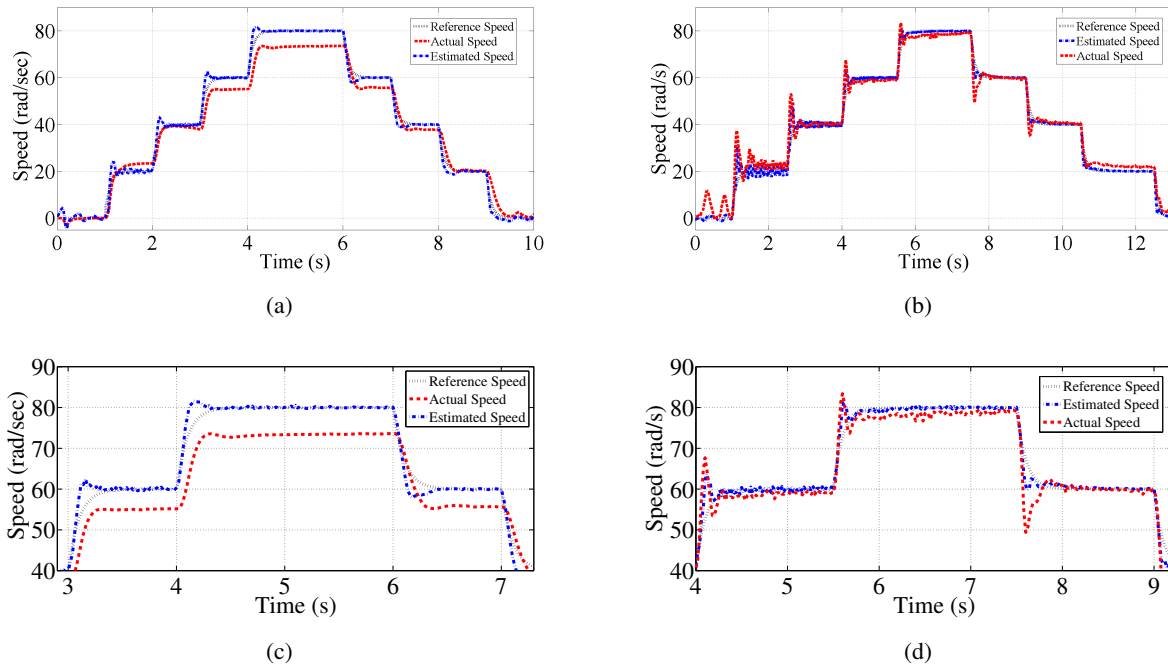 80
60
40
20
0
Speed (rad/sec)
Reference Speed
Actual Speed
Estimated Speed
0 2 4 6 8 10
Time (s)
(a)
80
60
40
20
0
Speed (rad/s)
Reference Speed
Estimated Speed
Actual Speed
0 2 4 6 8 10 12
Time (s)
(b)
90
80
70
60
50
40
Speed (rad/sec)
Reference Speed
Actual Speed
Estimated Speed
3 4 5 6 7
Time (s)
(c)
90
80
70
60
50
40
Speed (rad/s)
Reference Speed
Estimated Speed
Actual Speed
4 5 6 7 8 9
Time (s)
(d)